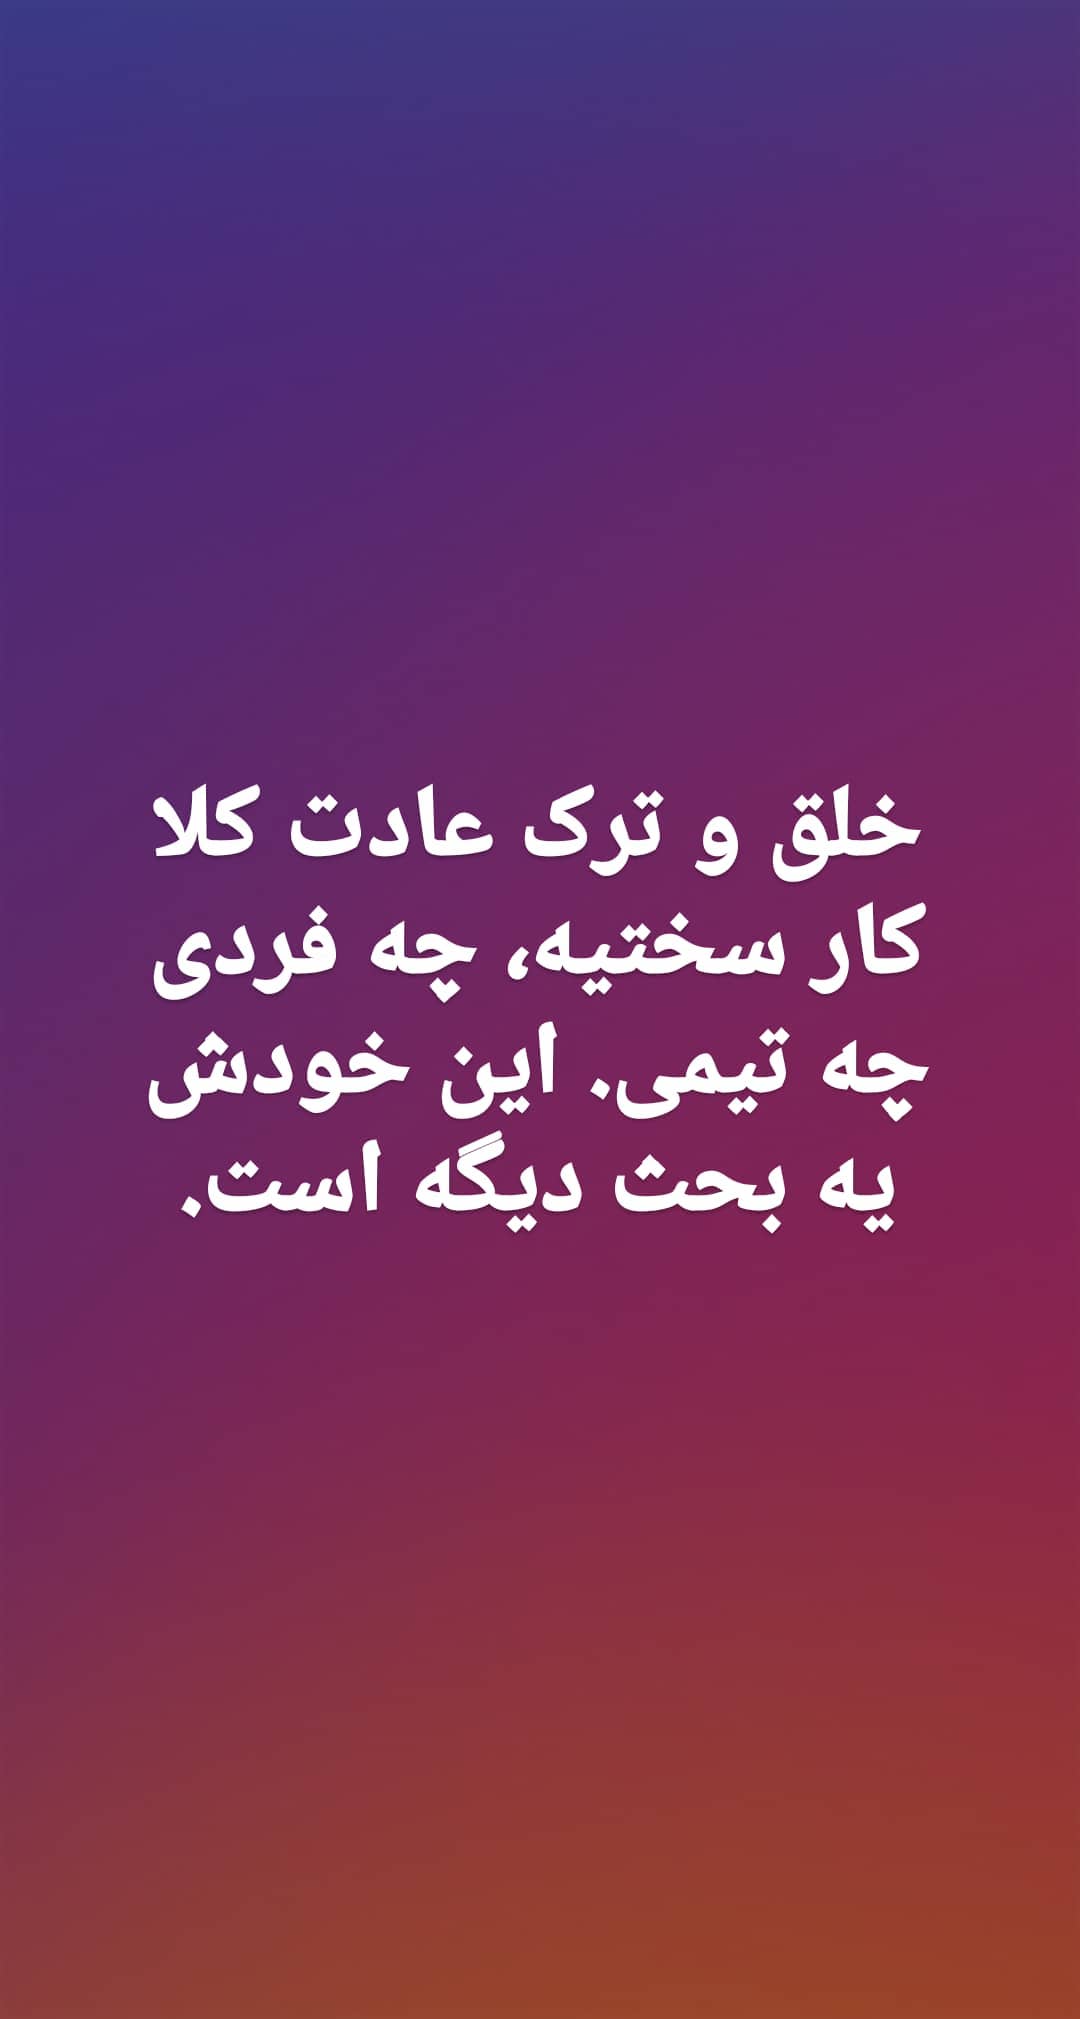 خلق و ترک عادت کلا
کار سختیه، چه فردی
چه تیمی. این خودش
یه بحث دیگه است.